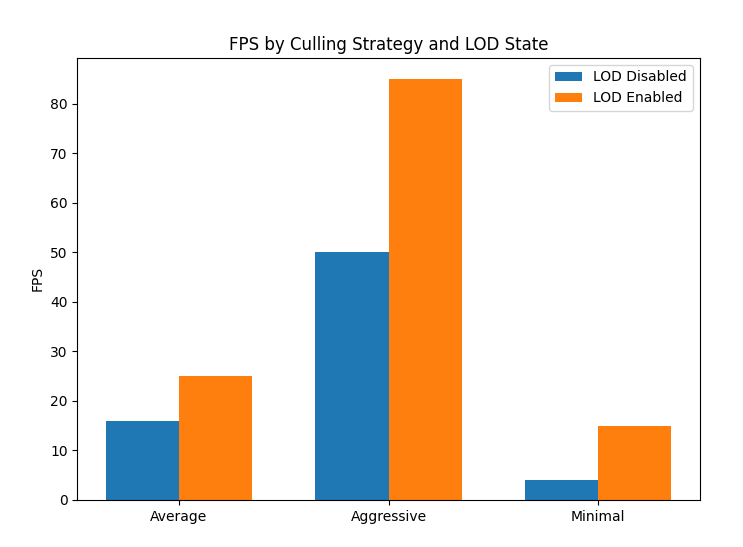 FPS by Culling Strategy and LOD State
LOD Disabled
LOD Enabled
80
70
60
50
40
30
20
10
0
FPS
Average Aggressive Minimal